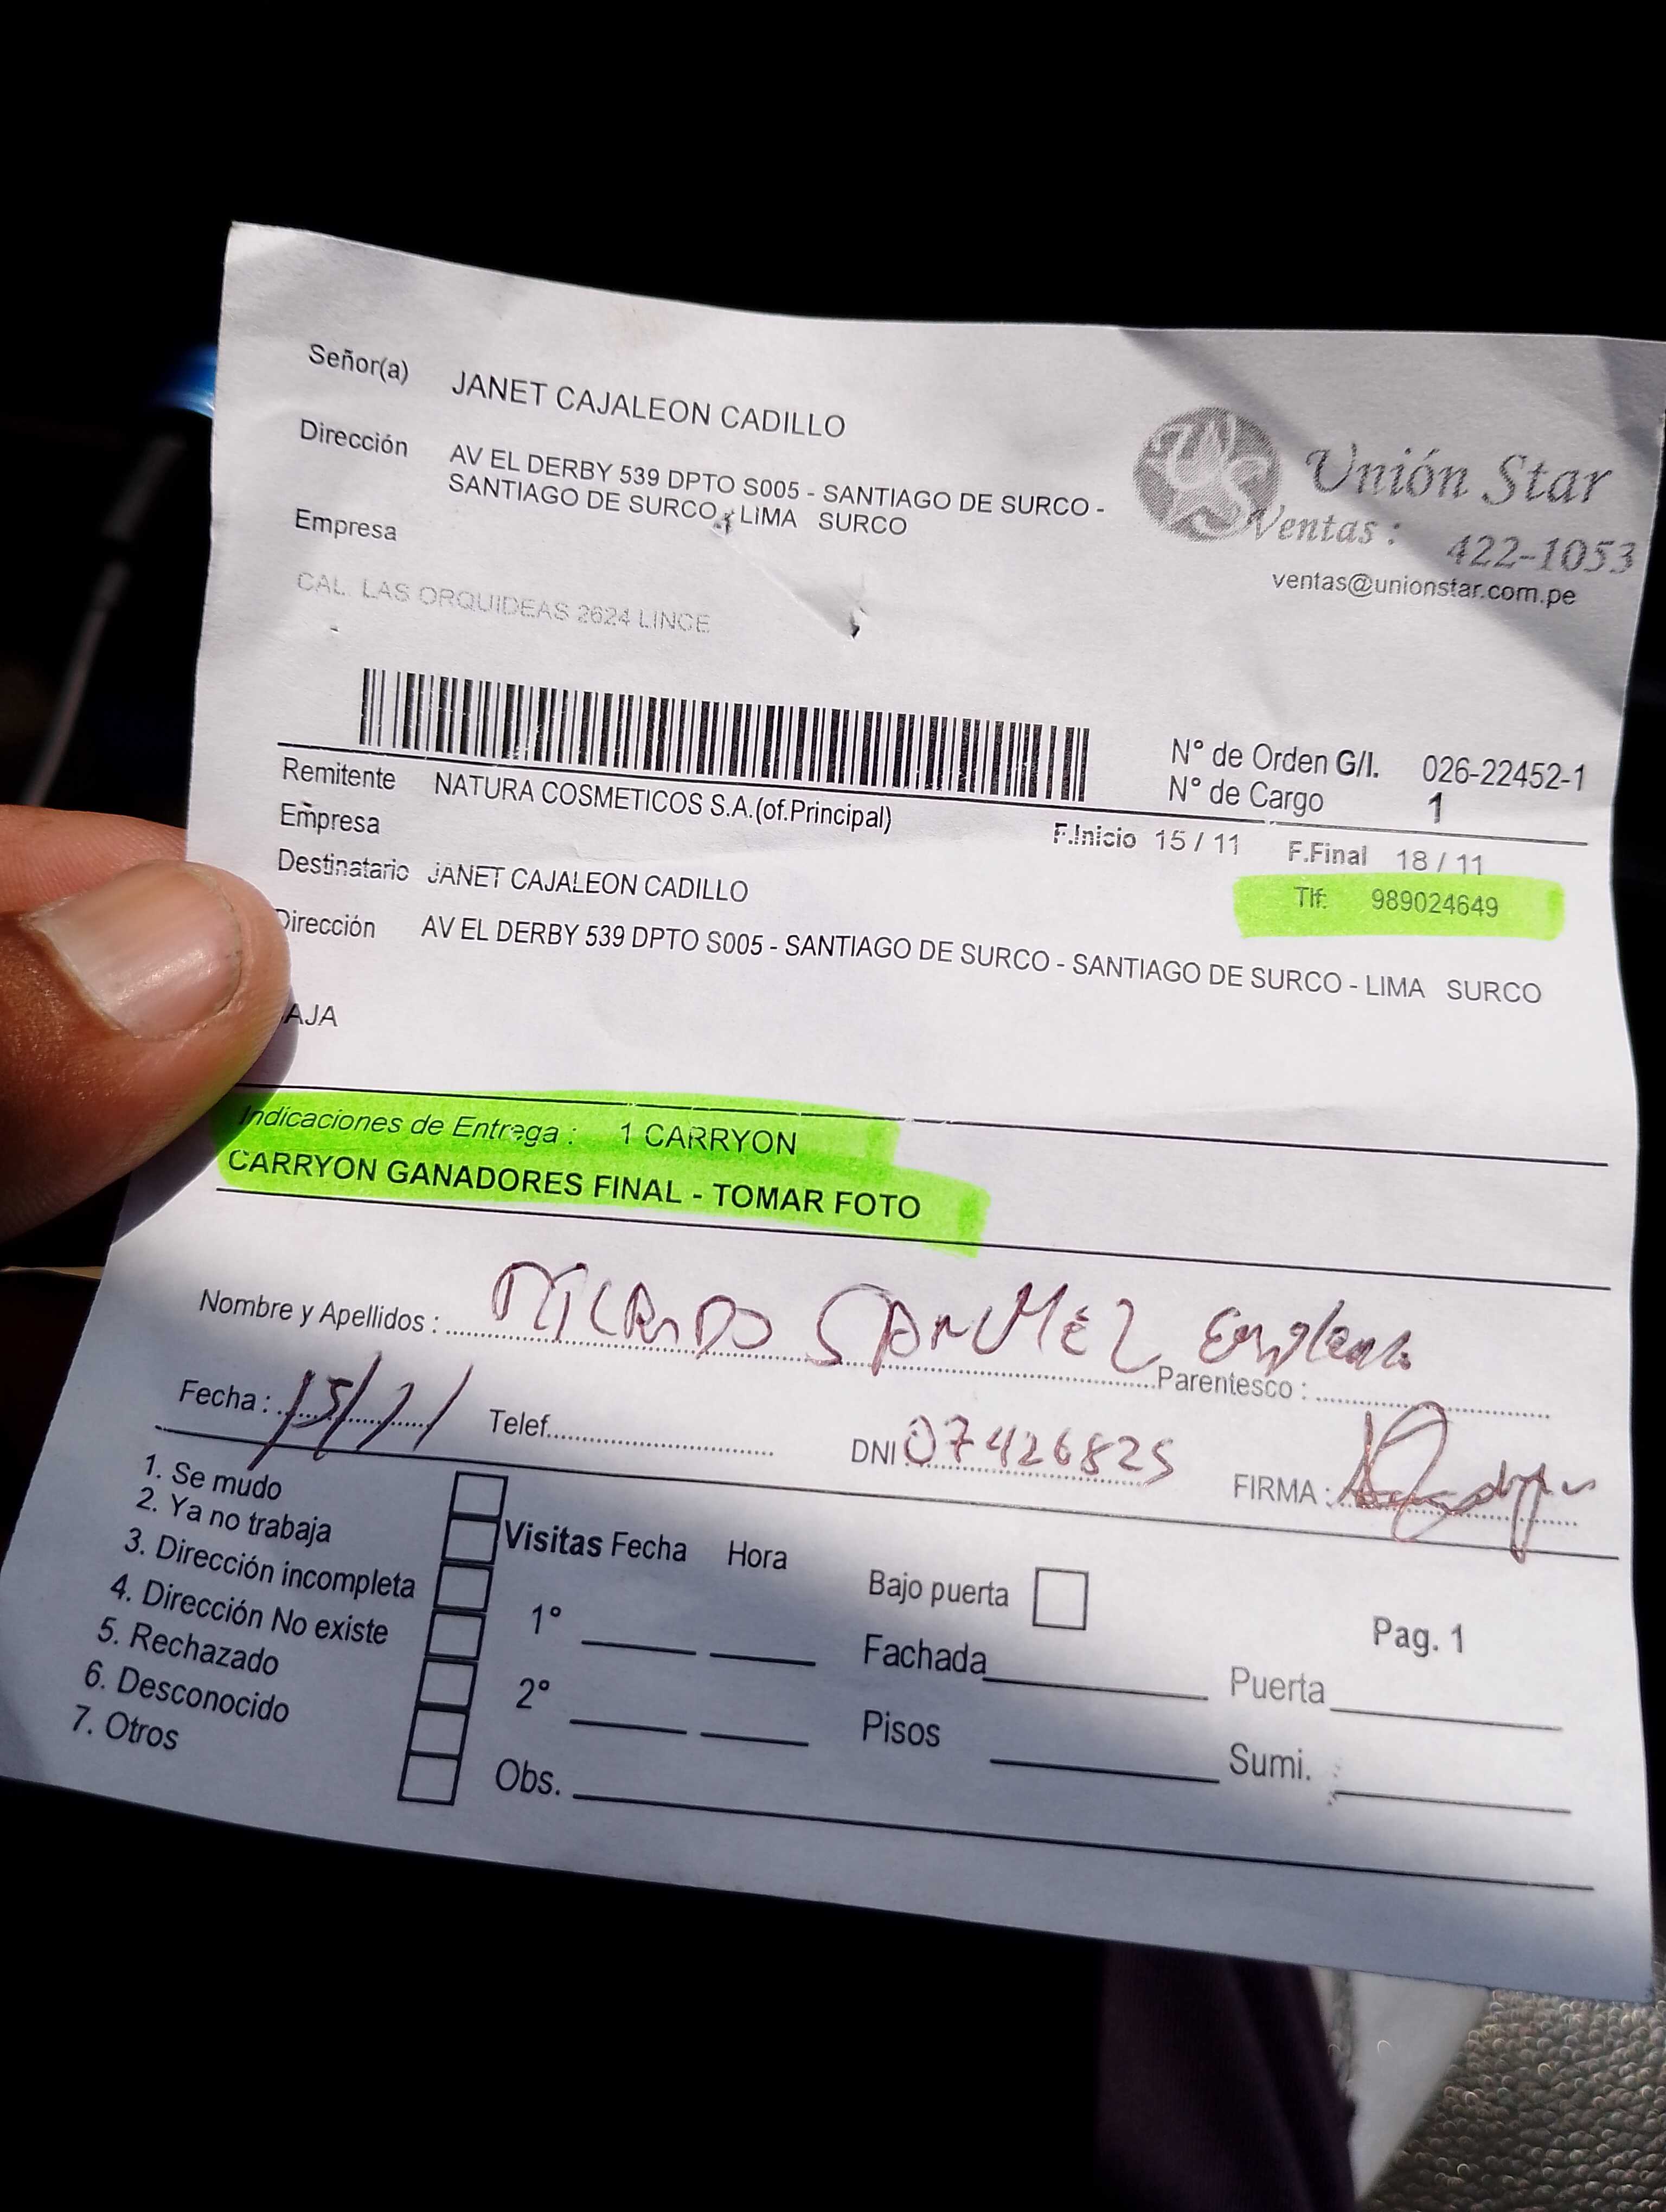 Señor(a) JANET CAJALEON CADILLO
Dirección AV EL DERBY 539 DPTO S005 - SANTIAGO DE SURCO -
SANTIAGO DE SURCO - LIMA SURCO
Empresa
CAL. LAS ORQUIDEAS 2624 LINCE
Unión Star
Ventas : 422-1053
ventas@unionstar.com.pe
N° de Orden G/I. 026-22452-1
N° de Cargo 1
Remitente NATURA COSMETICOS S.A.(of.Principal)
Empresa
F.Inicio 15 / 11 F.Final 18 / 11
Destinatario JANET CAJALEON CADILLO
Tlf: 989024649
Dirección AV EL DERBY 539 DPTO S005 - SANTIAGO DE SURCO - SANTIAGO DE SURCO - LIMA SURCO
AJA
Indicaciones de Entrega : 1 CARRYON
CARRYON GANADORES FINAL - TOMAR FOTO
Nombre y Apellidos :
Parentesco :
Fecha : 15/11 Telef. DNI 07426825 FIRMA :
1. Se mudo
2. Ya no trabaja
3. Dirección incompleta
4. Dirección No existe
5. Rechazado
6. Desconocido
7. Otros
Visitas Fecha Hora
1°
2°
Obs.
Bajo puerta
Fachada
Pisos
Pag. 1
Puerta
Sumi. :